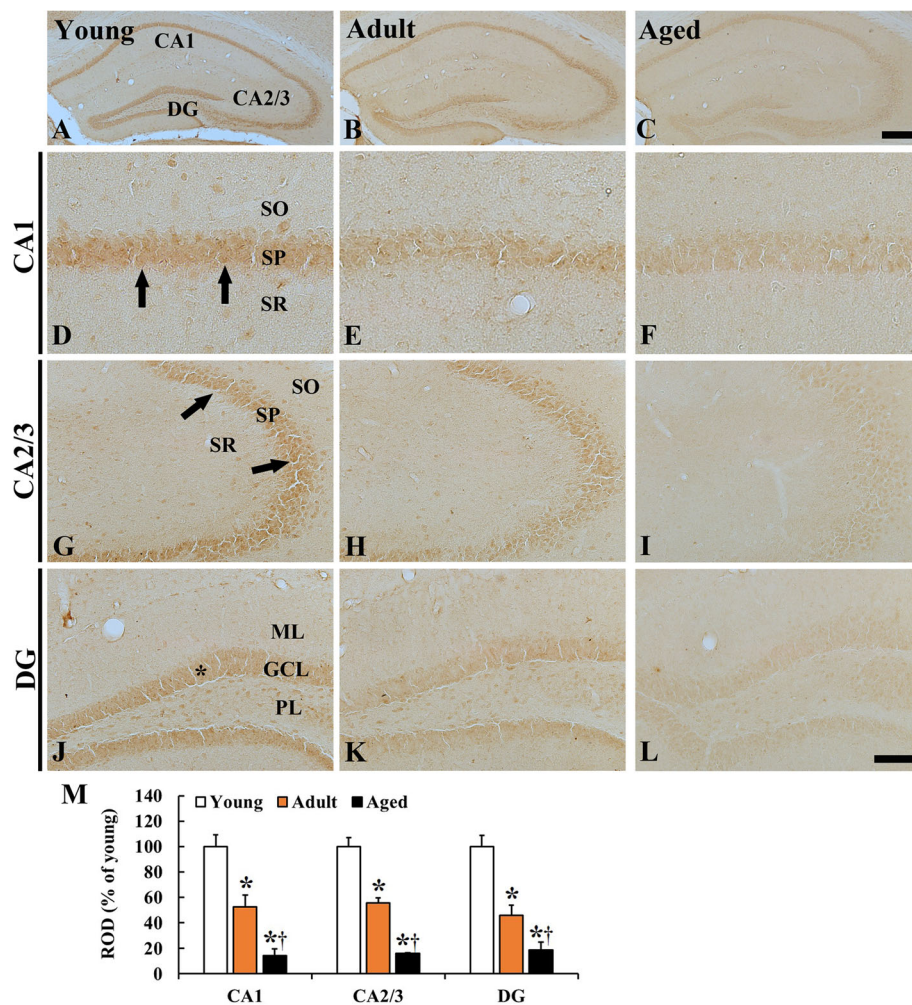 Young Adult Aged
CA1
CA2/3
DG
A B C
CA1
SO
SP
SR
D E F
CA2/3
SO
SP
SR
G H I
DG
ML
*
GCL
PL
J K L
M
140
120
100
80
60
40
20
0
ROD (% of young)
Young Adult Aged
* * *
*† *† *†
CA1 CA2/3 DG